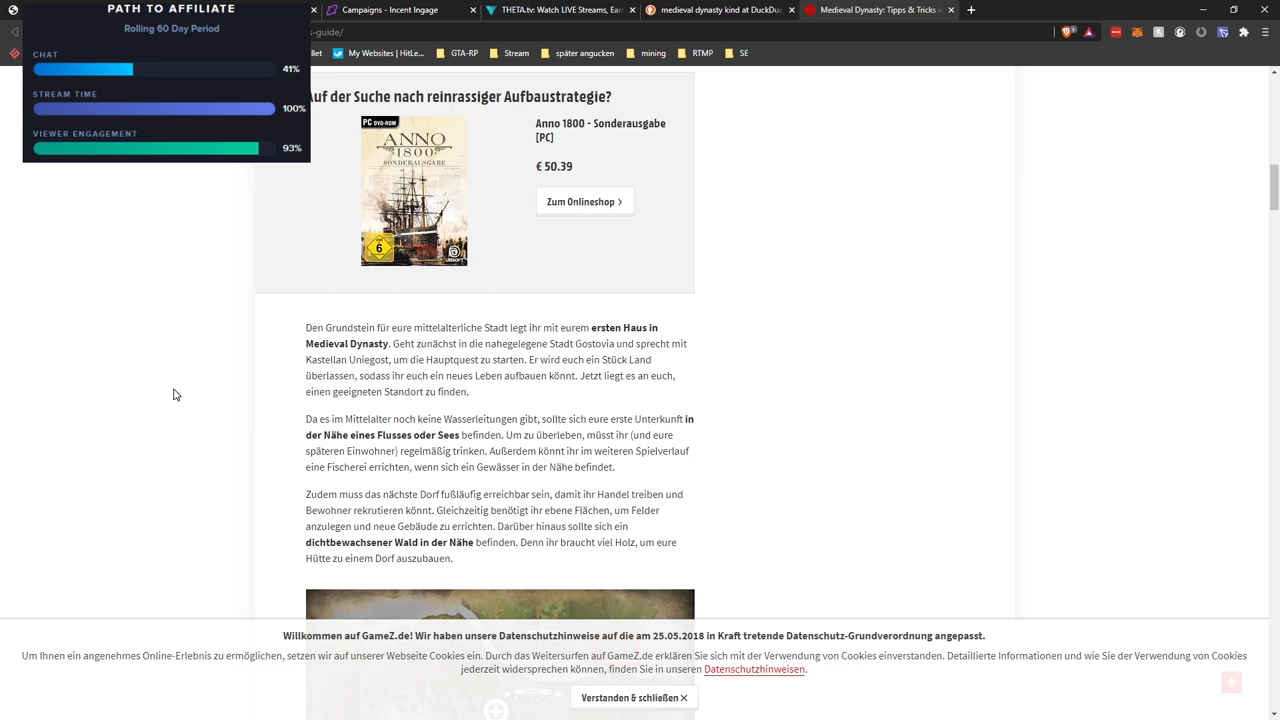 PATH TO AFFILIATE
Rolling 60 Day Period
CHAT
41%
STREAM TIME
100%
VIEWER ENGAGEMENT
93%
Campaigns - Incent Ingage
THETA.tv: Watch LIVE Streams, Ear
medieval dynasty kind at DuckDu
Medieval Dynasty: Tipps & Tricks i
s-guide/
llet
My Websites | HitLe...
GTA-RP
Stream
später angucken
mining
RTMP
SE
Auf der Suche nach reinrassiger Aufbaustrategie?
PC DVD-ROM
ANNO
1800
SONDERAUSGABE
6
UBISOFT
Anno 1800 - Sonderausgabe
[PC]
€ 50.39
Zum Onlineshop >
Den Grundstein für eure mittelalterliche Stadt legt ihr mit eurem ersten Haus in
Medieval Dynasty. Geht zunächst in die nahegelegene Stadt Gostovia und sprecht mit
Kastellan Uniegost, um die Hauptquest zu starten. Er wird euch ein Stück Land
überlassen, sodass ihr euch ein neues Leben aufbauen könnt. Jetzt liegt es an euch,
einen geeigneten Standort zu finden.
Da es im Mittelalter noch keine Wasserleitungen gibt, sollte sich eure erste Unterkunft in
der Nähe eines Flusses oder Sees befinden. Um zu überleben, müsst ihr (und eure
späteren Einwohner) regelmäßig trinken. Außerdem könnt ihr im weiteren Spielverlauf
eine Fischerei errichten, wenn sich ein Gewässer in der Nähe befindet.
Zudem muss das nächste Dorf fußläufig erreichbar sein, damit ihr Handel treiben und
Bewohner rekrutieren könnt. Gleichzeitig benötigt ihr ebene Flächen, um Felder
anzulegen und neue Gebäude zu errichten. Darüber hinaus sollte sich ein
dichtbewachsener Wald in der Nähe befinden. Denn ihr braucht viel Holz, um eure
Hütte zu einem Dorf auszubauen.
Willkommen auf GameZ.de! Wir haben unsere Datenschutzhinweise auf die am 25.05.2018 in Kraft tretende Datenschutz-Grundverordnung angepasst.
Um Ihnen ein angenehmes Online-Erlebnis zu ermöglichen, setzen wir auf unserer Webseite Cookies ein. Durch das Weitersurfen auf GameZ.de erklären Sie sich mit der Verwendung von Cookies einverstanden. Detaillierte Informationen und wie Sie der Verwendung von Cookies
jederzeit widersprechen können, finden Sie in unseren Datenschutzhinweisen.
Verstanden & schließen ×